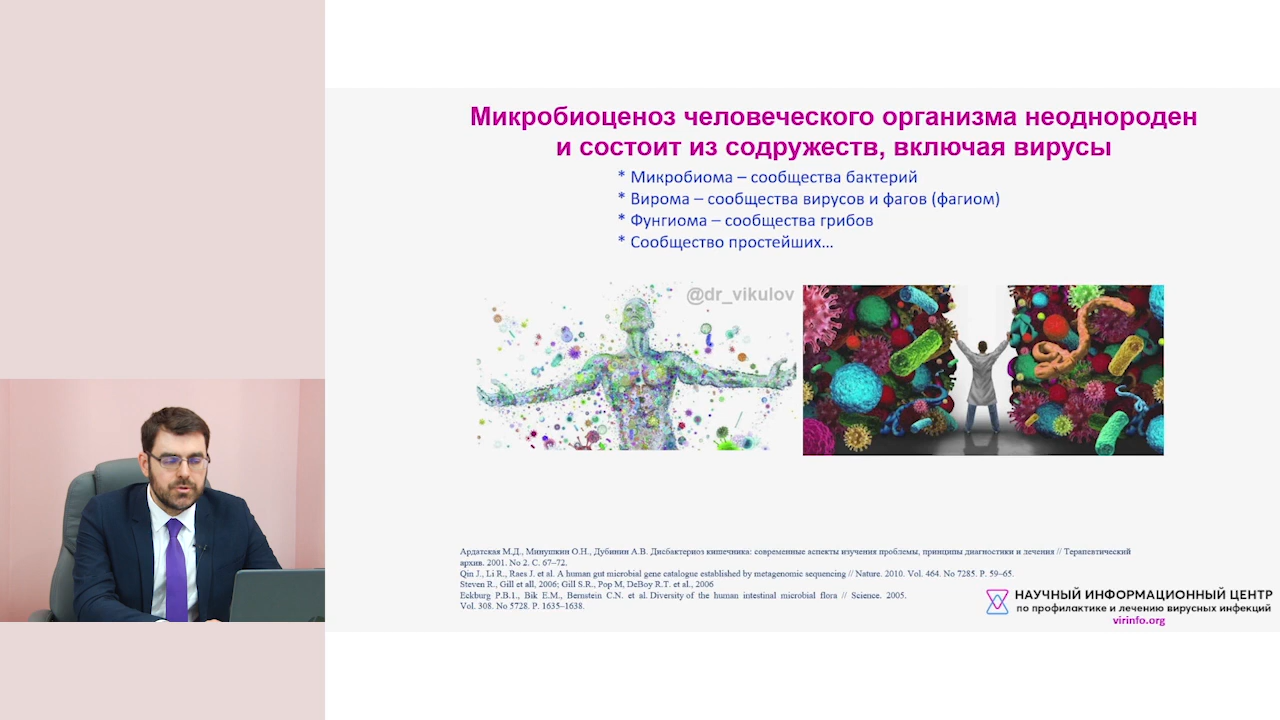 Микробиоценоз человеческого организма неоднороден
и состоит из содружеств, включая вирусы
* Микробиома – сообщества бактерий
* Вирома – сообщества вирусов и фагов (фагиом)
* Фунгиома – сообщества грибов
* Сообщество простейших...
@dr_vikulov
Ардатская М.Д., Минушкин О.Н., Дубинин А.В. Дисбактериоз кишечника: современные аспекты изучения проблемы, принципы диагностики и лечения // Терапевтический
архив. 2001. No 2. С. 67–72.
Qin J., Li R., Raes J. et al. A human gut microbial gene catalogue established by metagenomic sequencing // Nature. 2010. Vol. 464. No 7285. P. 59–65.
Steven R., Gill et all, 2006; Gill S.R., Pop M, DeBoy R.T. et al., 2006
Eckburg P.B.1., Bik E.M., Bernstein C.N. et al. Diversity of the human intestinal microbial flora // Science. 2005.
Vol. 308. No 5728. P. 1635–1638.
НАУЧНЫЙ ИНФОРМАЦИОННЫЙ ЦЕНТР
по профилактике и лечению вирусных инфекций
virinfo.org